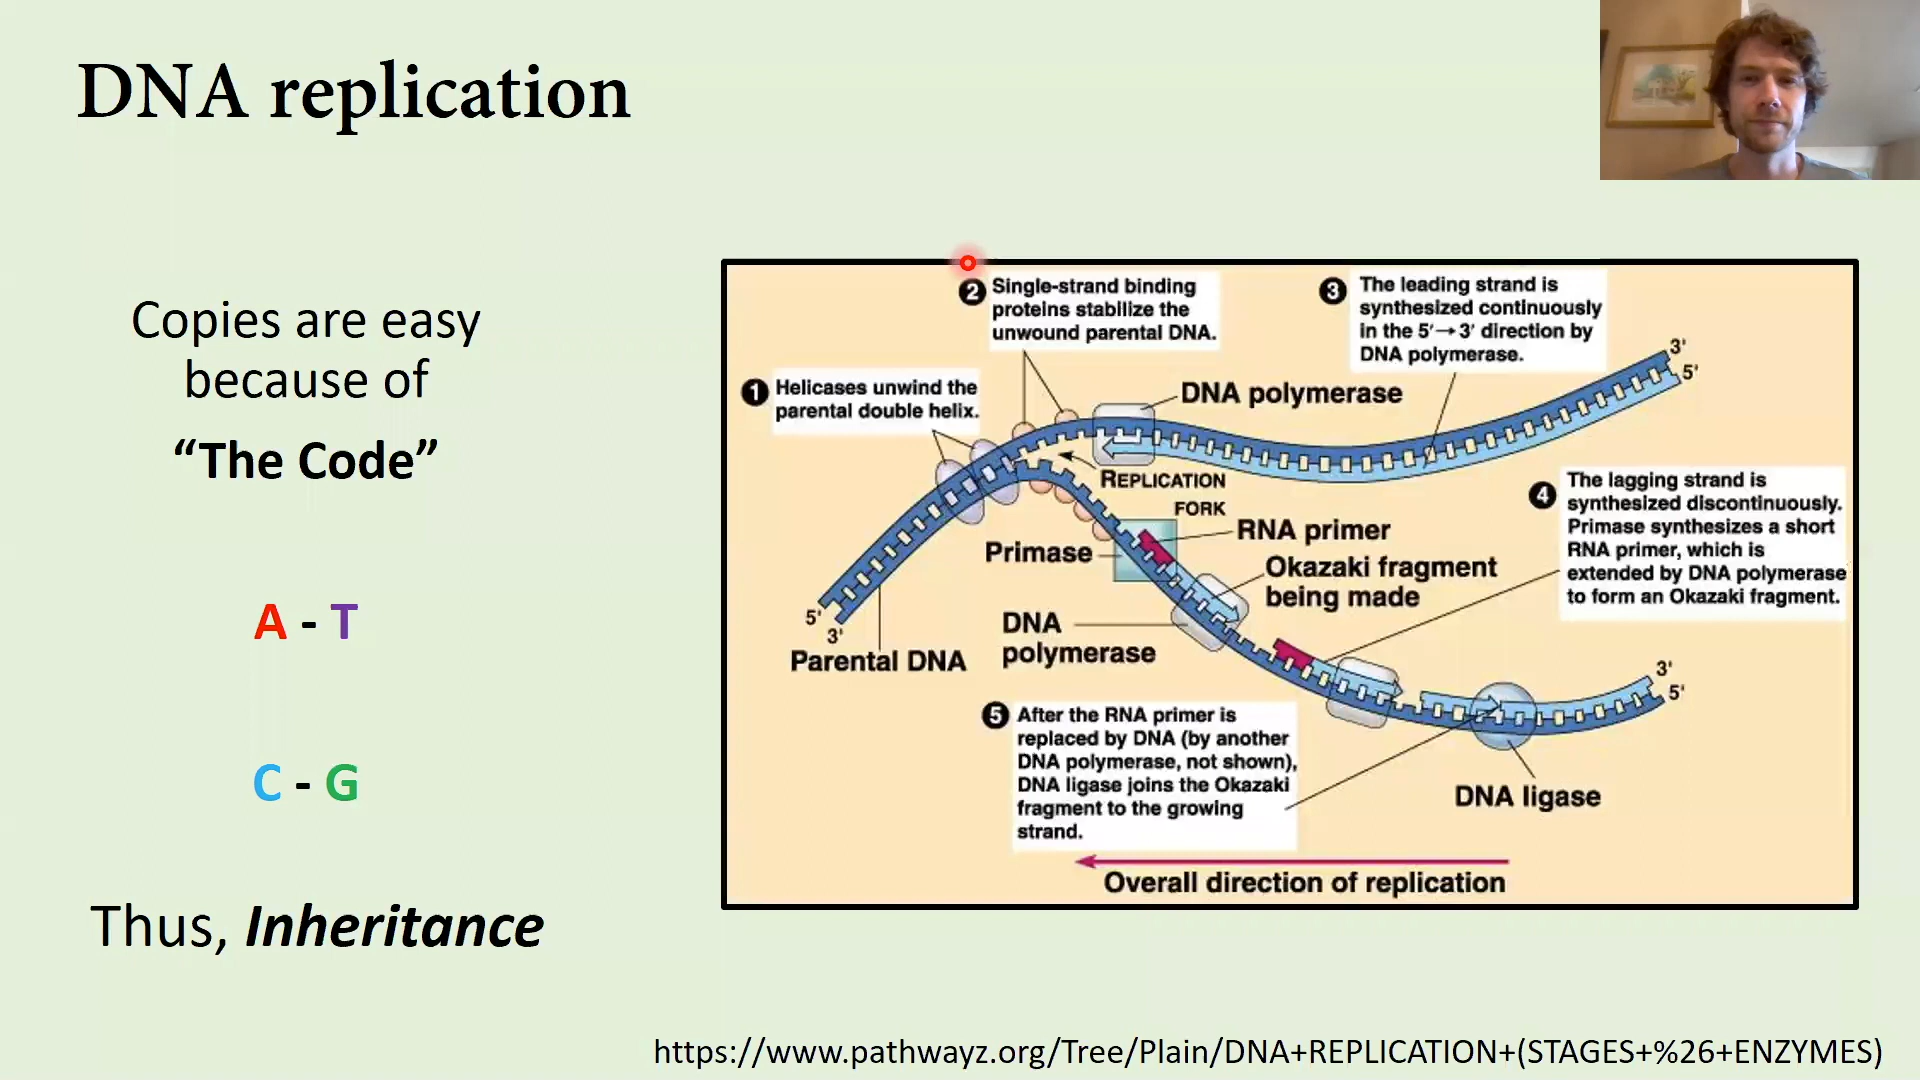 DNA replication
Copies are easy
because of
“The Code”
A - T
C - G
Thus, Inheritance
1 Helicases unwind the
parental double helix.
2 Single-strand binding
proteins stabilize the
unwound parental DNA.
3 The leading strand is
synthesized continuously
in the 5'→3' direction by
DNA polymerase.
3'
5'
DNA polymerase
REPLICATION
FORK
RNA primer
Primase
Okazaki fragment
being made
4 The lagging strand is
synthesized discontinuously.
Primase synthesizes a short
RNA primer, which is
extended by DNA polymerase
to form an Okazaki fragment.
5'
3'
Parental DNA
DNA
polymerase
3'
5'
5 After the RNA primer is
replaced by DNA (by another
DNA polymerase, not shown),
DNA ligase joins the Okazaki
fragment to the growing
strand.
DNA ligase
Overall direction of replication
https://www.pathwayz.org/Tree/Plain/DNA+REPLICATION+(STAGES+%26+ENZYMES)